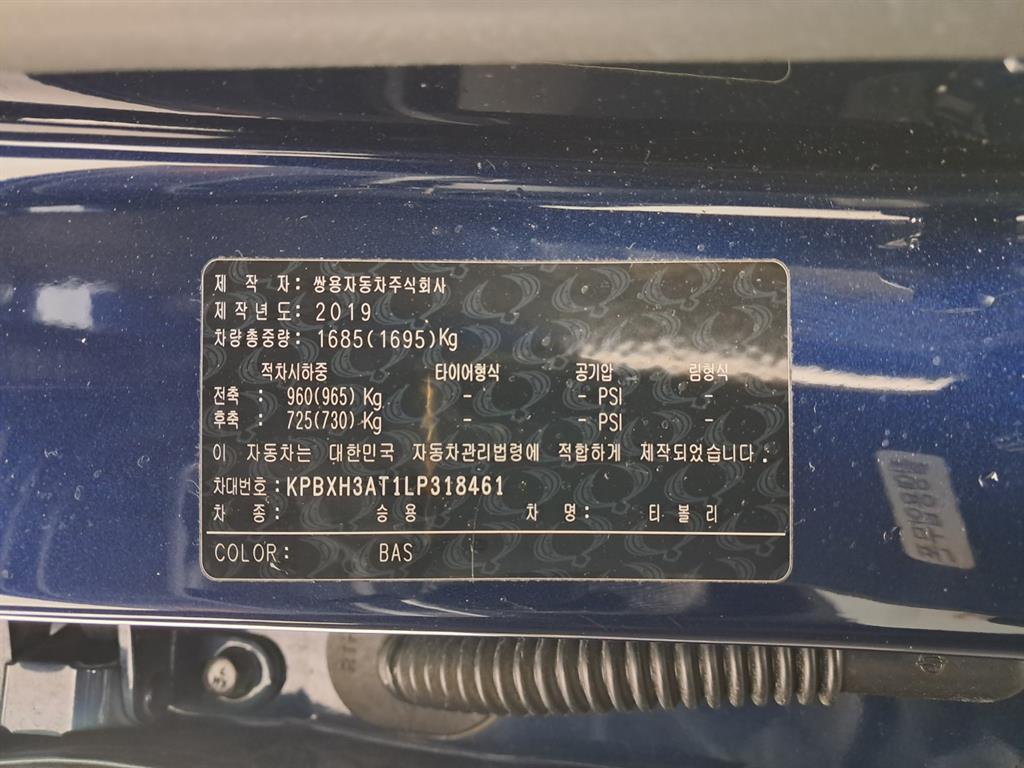 제 작 자: 쌍용자동차주식회사
제작년도: 2019
차량총중량: 1685(1695)Kg
적차시하중 타이어형식 공기압 림형식
전축 : 960(965) Kg - - PSI -
후축 : 725(730) Kg - - PSI -
이 자동차는 대한민국 자동차관리법령에 적합하게 제작되었습니다.
차대번호: KPBXH3AT1LP318461
차 종: 승 용 차 명: 티 볼 리
COLOR: BAS